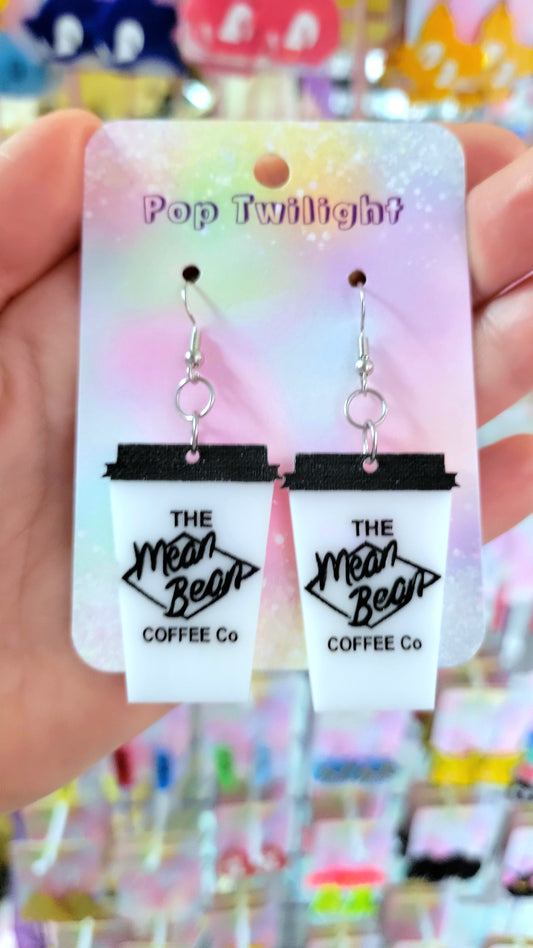 Pop Twilight
THE
Mean
Bean
COFFEE Co
THE
Mean
Bean
COFFEE Co